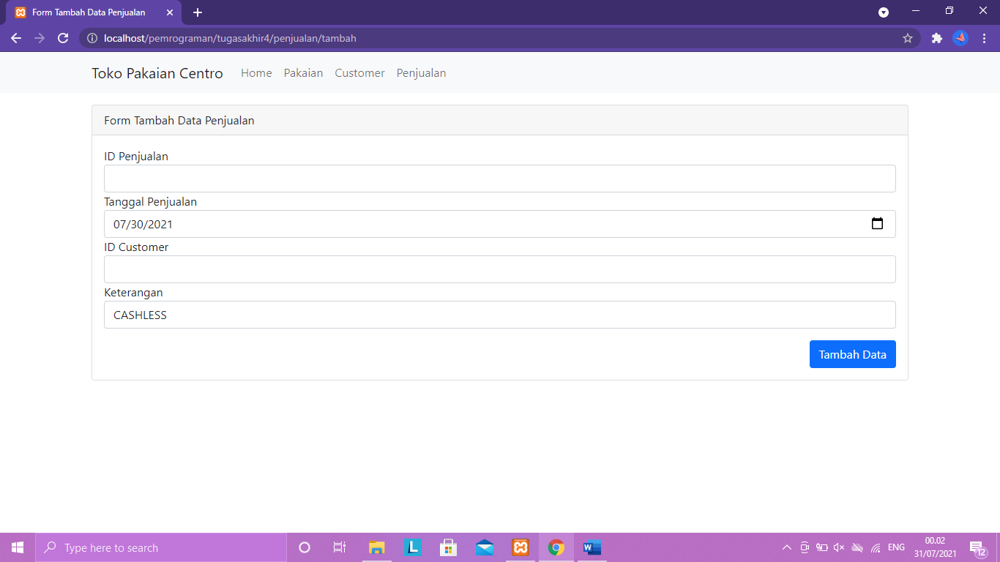 Form Tambah Data Penjualan
localhost/pemrograman/tugasakhir4/penjualan/tambah
Toko Pakaian Centro Home Pakaian Customer Penjualan
Form Tambah Data Penjualan
ID Penjualan
Tanggal Penjualan
07/30/2021
ID Customer
Keterangan
CASHLESS
Tambah Data
Type here to search
L
W
ENG
00.02
31/07/2021
12